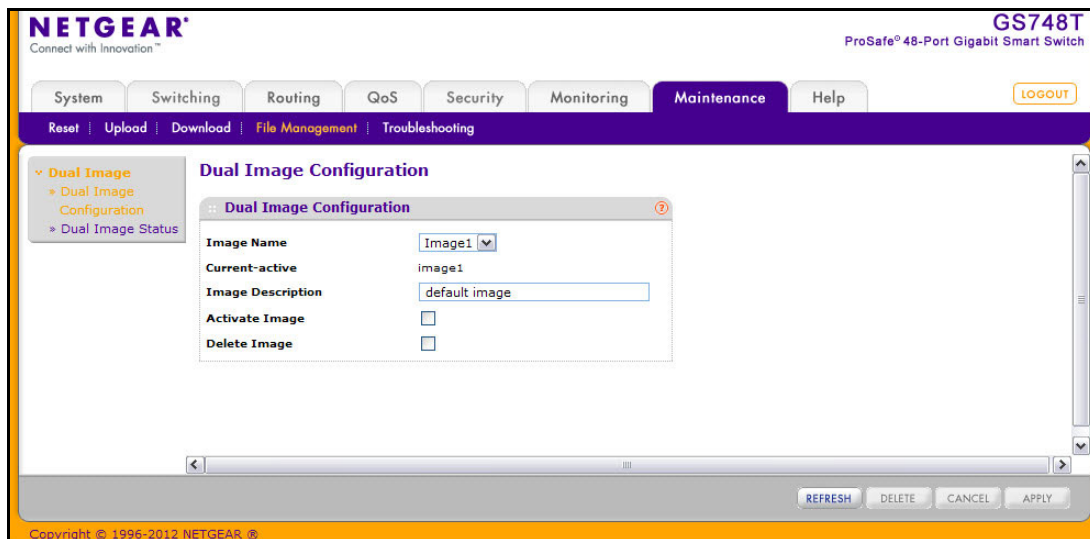 NETGEAR®
Connect with Innovation™
GS748T
ProSafe® 48-Port Gigabit Smart Switch
System Switching Routing QoS Security Monitoring Maintenance Help LOGOUT
Reset | Upload | Download | File Management | Troubleshooting
Dual Image
» Dual Image
Configuration
» Dual Image Status
Dual Image Configuration
Dual Image Configuration ?
Image Name Image1
Current-active image1
Image Description default image
Activate Image
Delete Image
REFRESH DELETE CANCEL APPLY
Copyright © 1996-2012 NETGEAR ®